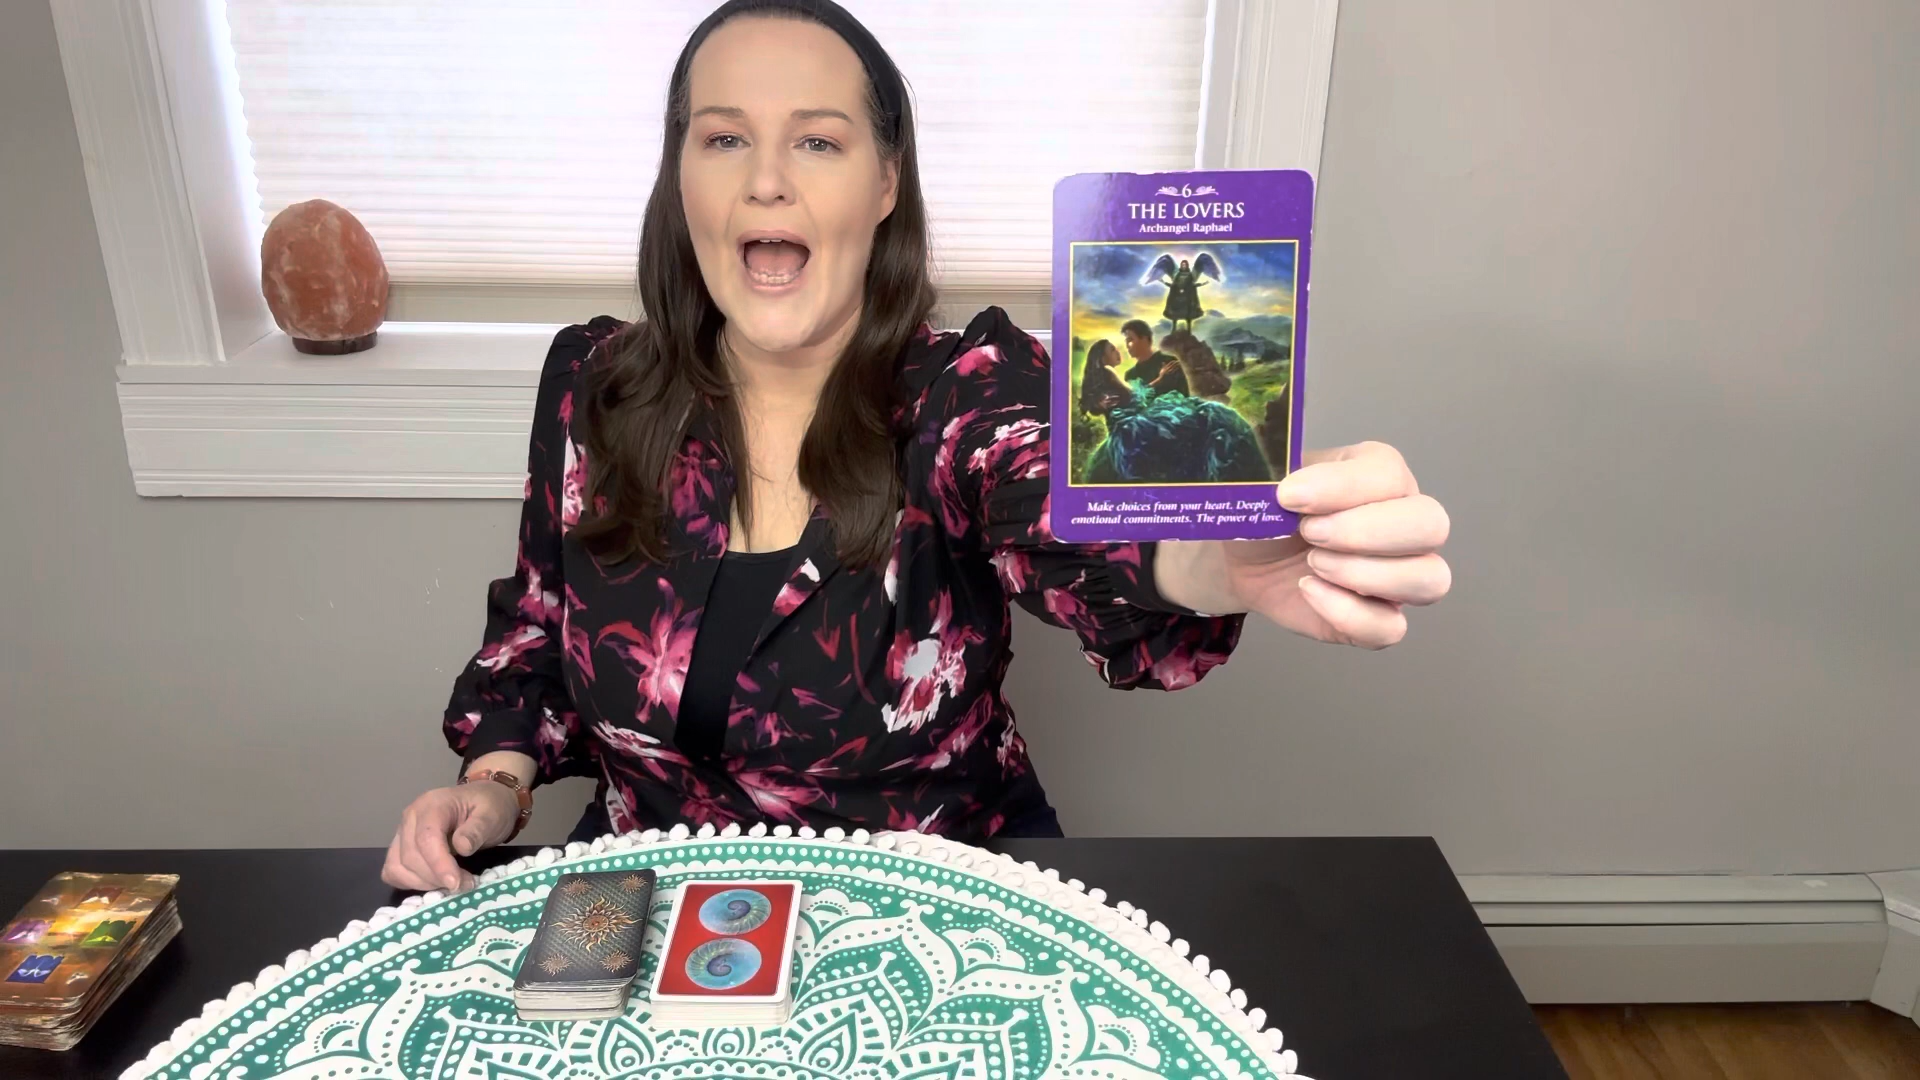 6
THE LOVERS
Archangel Raphael
Make choices from your heart. Deeply
emotional commitments. The power of love.